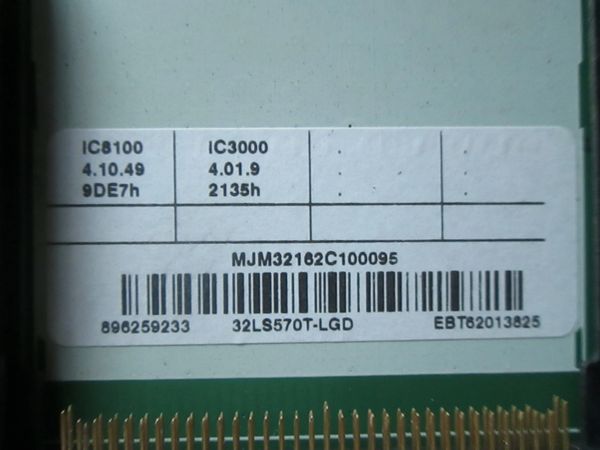 IC8100 IC3000
4.10.49 4.01.9
9DE7h 2135h
MJM32162C100095
896259233 32LS570T-LGD EBT62013825